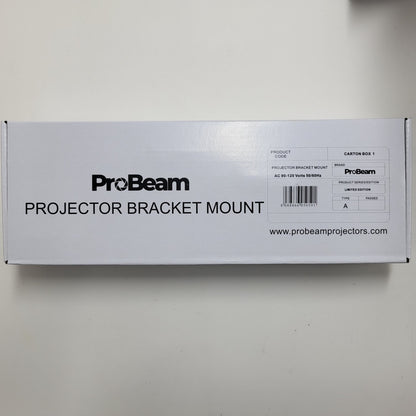 ProBeam
PROJECTOR BRACKET MOUNT
PRODUCT CODE
CARTON BOX 1
PROJECTOR BRACKET MOUNT
AC 90-120 Volts 50/60Hz
BRAND
ProBeam
PRODUCT SERIES/EDITION
LIMITED EDITION
TYPE
PASSED
A
www.probeamprojectors.com